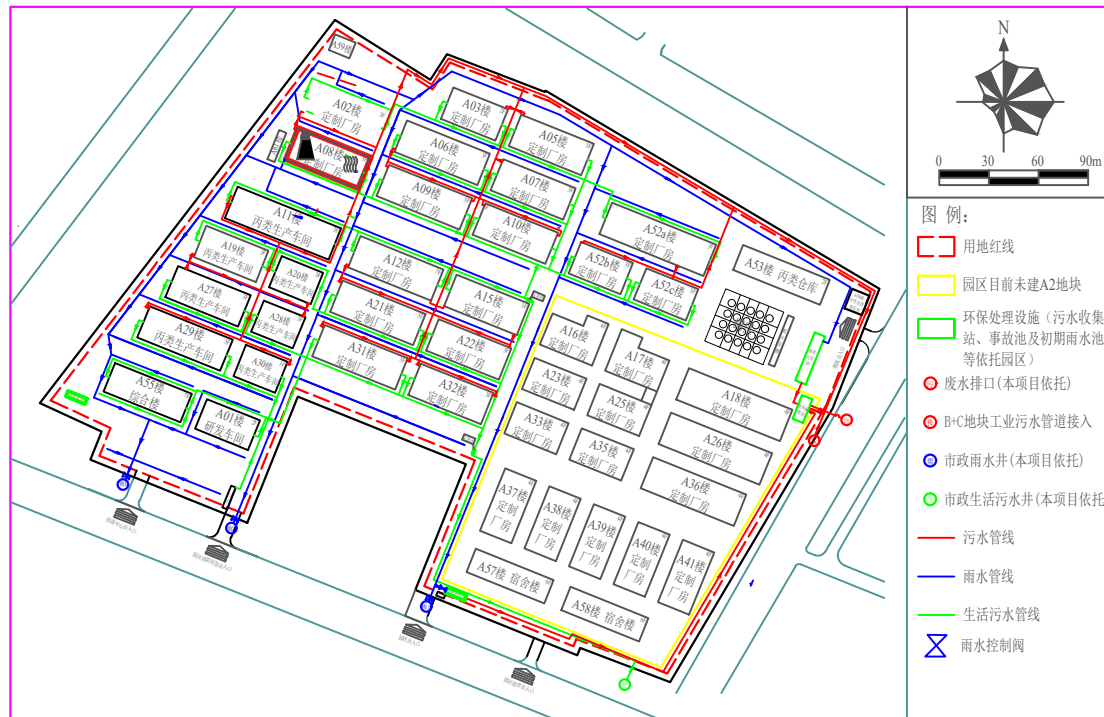 N
0 30 60 90m
图 例：
用地红线
园区目前未建A2地块
环保处理设施（污水收集
站、事故池及初期雨水池
等依托园区）
废水排口(本项目依托)
B+C地块工业污水管道接入
市政雨水井(本项目依托)
市政生活污水井(本项目依托
污水管线
雨水管线
生活污水管线
雨水控制阀
A59楼
A02楼
定制厂房
A03楼
定制厂房
A05楼
定制厂房
A08楼
定制厂房
A06楼
定制厂房
A07楼
定制厂房
A09楼
定制厂房
A10楼
定制厂房
A11楼
丙类生产车间
A52a楼
定制厂房
A52b楼
定制厂房
A52c楼
定制厂房
A53楼 丙类仓库
A19楼
丙类生产车间
A20楼
丙类生产车间
A12楼
定制厂房
A15楼
定制厂房
A27楼
丙类生产车间
A28楼
丙类生产车间
A21楼
定制厂房
A22楼
定制厂房
A29楼
丙类生产车间
A30楼
丙类生产车间
A31楼
定制厂房
A32楼
定制厂房
A55楼
综合楼
A01楼
研发车间
A16楼
定制厂房
A17楼
定制厂房
A18楼
定制厂房
A23楼
定制厂房
A25楼
定制厂房
A26楼
定制厂房
A33楼
定制厂房
A35楼
定制厂房
A36楼
定制厂房
A37楼
定制
厂房
A38楼
定制
厂房
A39楼
定制
厂房
A40楼
定制
厂房
A41楼
定制
厂房
A57楼 宿舍楼
A58楼 宿舍楼